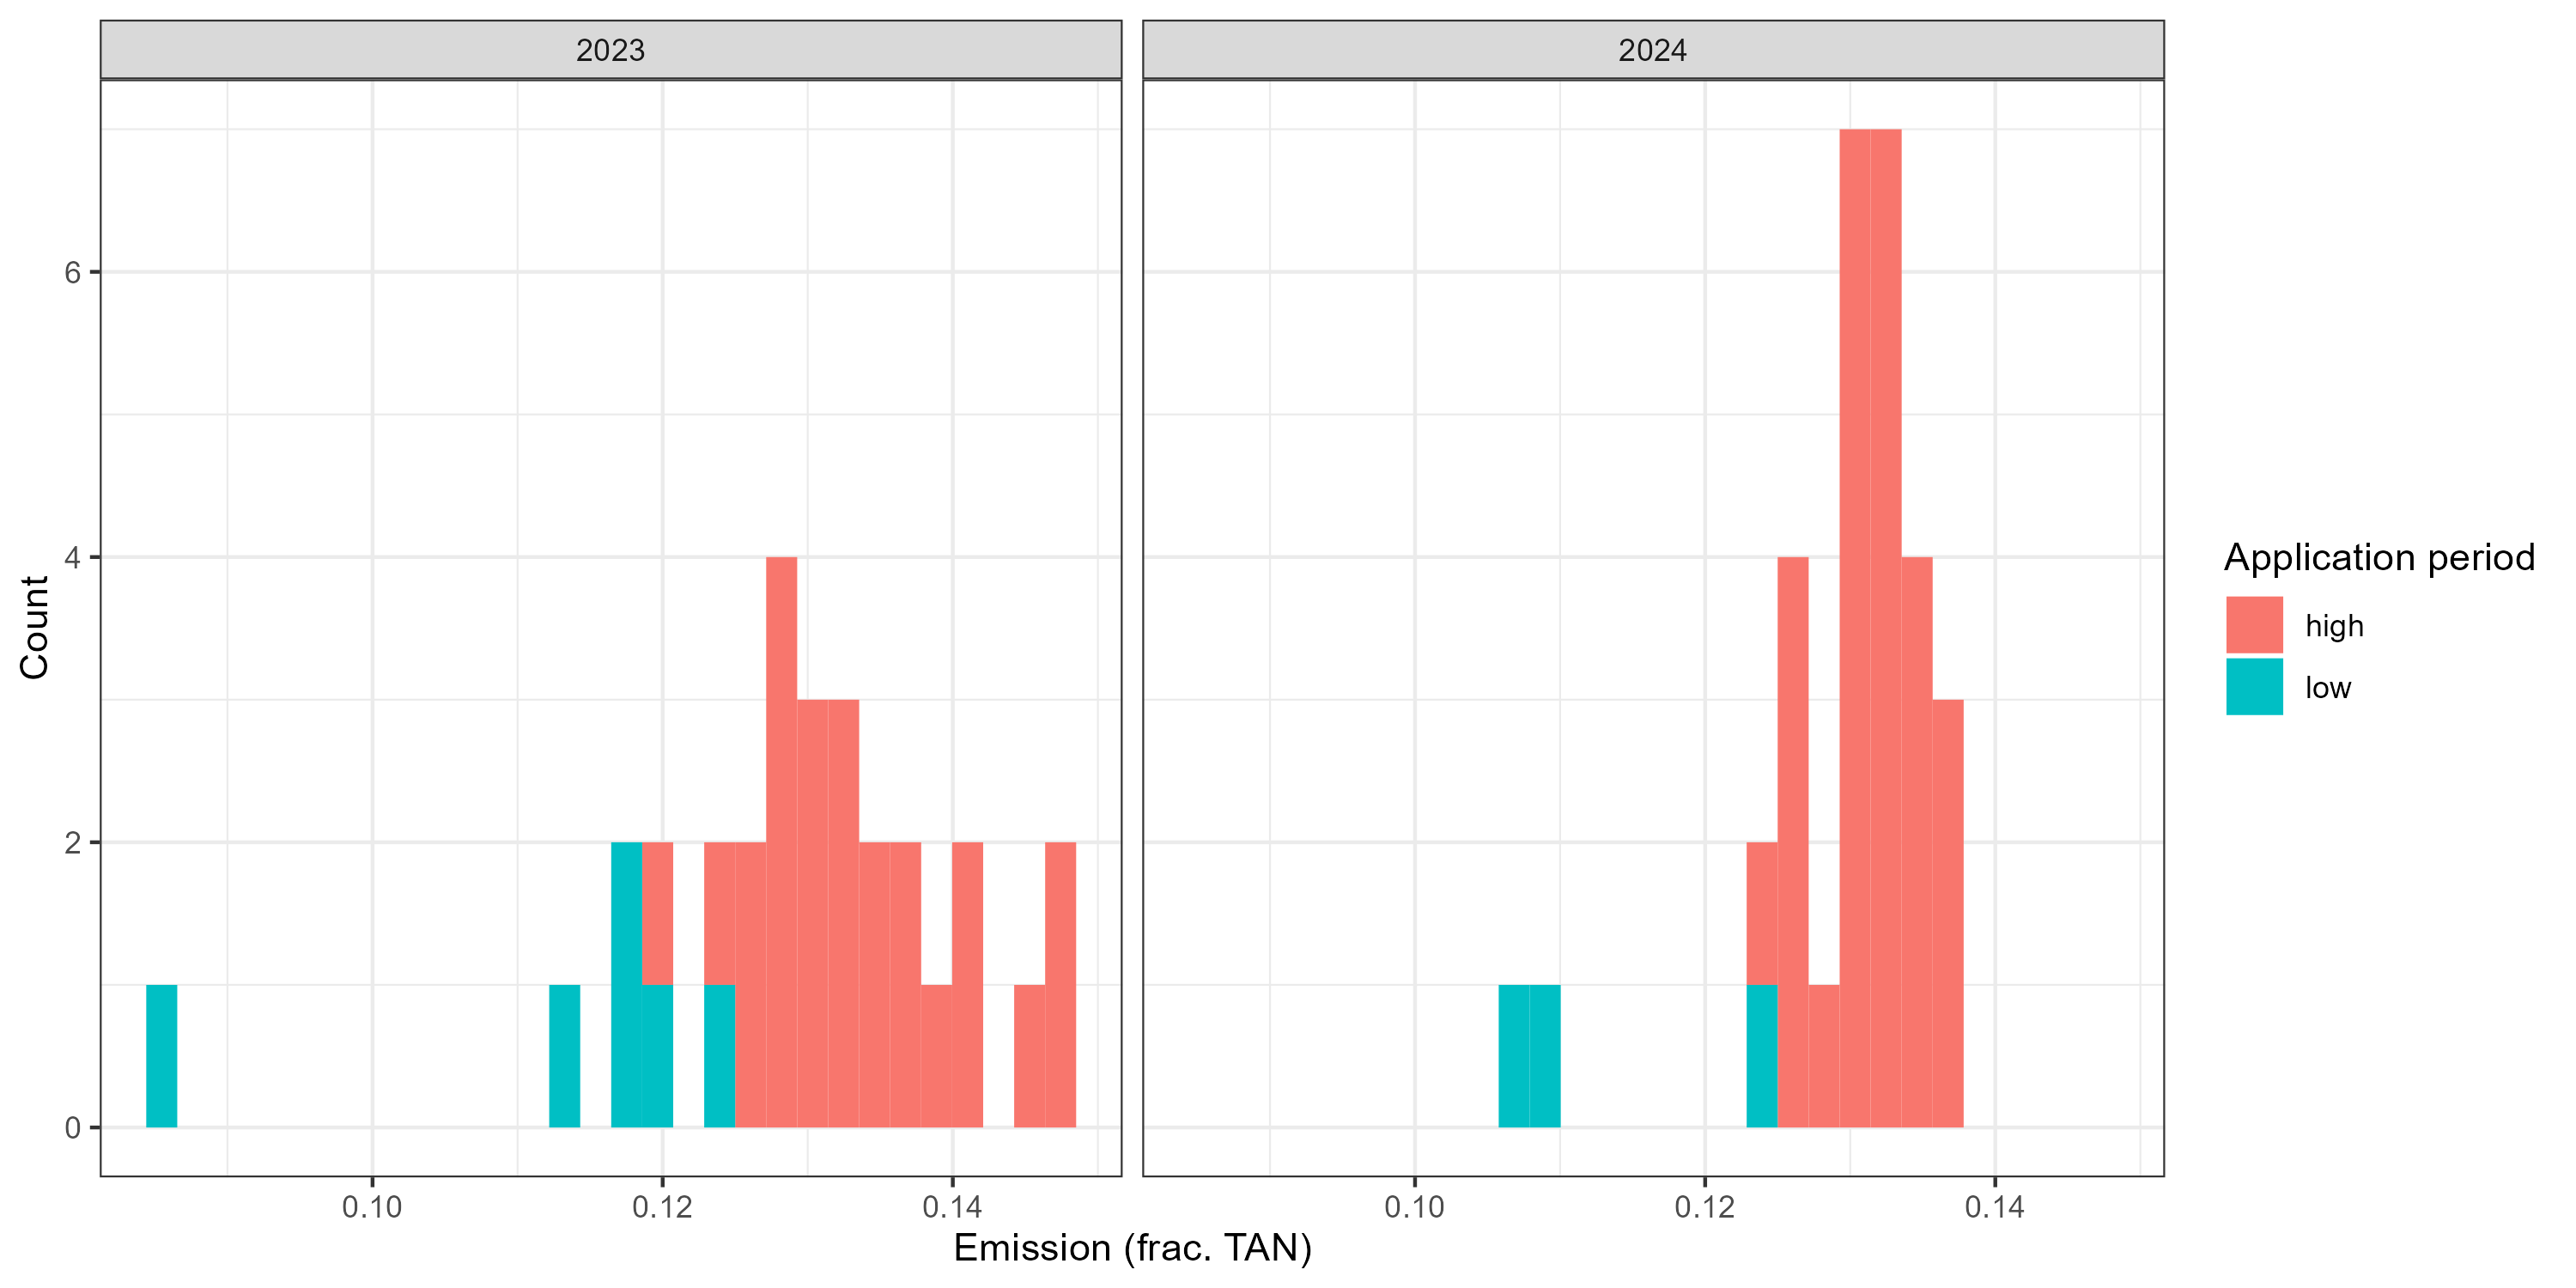 2023
2024
6
4
2
0
Count
0.10
0.12
0.14
0.10
0.12
0.14
Emission (frac. TAN)
Application period
high
low